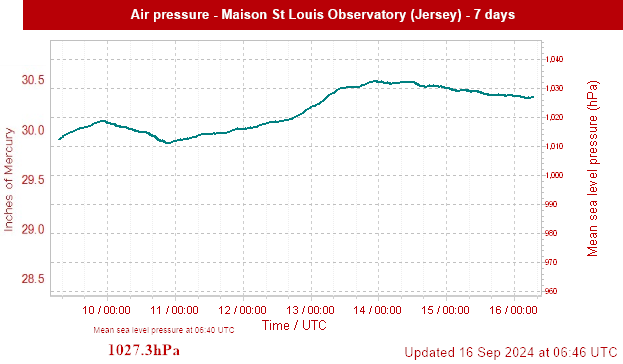 Air pressure - Maison St Louis Observatory (Jersey) - 7 days
Inches of Mercury
30.5
30.0
29.5
29.0
28.5
1,040
1,030
1,020
1,010
1,000
990
980
970
960
Mean sea level pressure (hPa)
10 / 00:00 11 / 00:00 12 / 00:00 13 / 00:00 14 / 00:00 15 / 00:00 16 / 00:00
Time / UTC
Mean sea level pressure at 06:40 UTC
1027.3hPa
Updated 16 Sep 2024 at 06:46 UTC